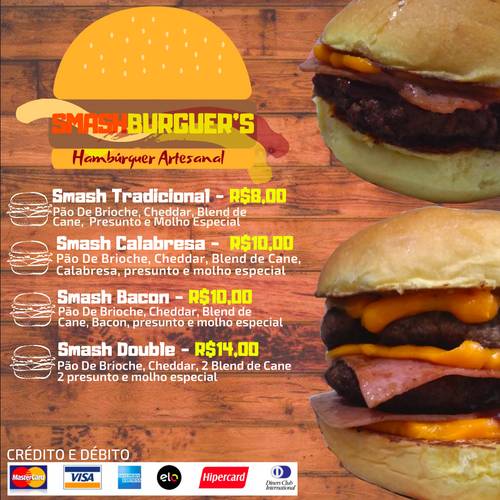 SMASHBURGUER'S
Hambúrguer Artesanal
Smash Tradicional - R$8,00
Pão De Brioche, Cheddar, Blend de
Cane, Presunto e Molho Especial
Smash Calabresa - R$10,00
Pão De Brioche, Cheddar, Blend de Cane,
Calabresa, presunto e molho especial
Smash Bacon - R$10,00
Pão De Brioche, Cheddar, Blend de
Cane, Bacon, presunto e molho especial
Smash Double - R$14,00
Pão De Brioche, Cheddar, 2 Blend de Cane
2 presunto e molho especial
CRÉDITO E DÉBITO
MasterCard VISA AMERICAN EXPRESS elo Hipercard Diners Club International